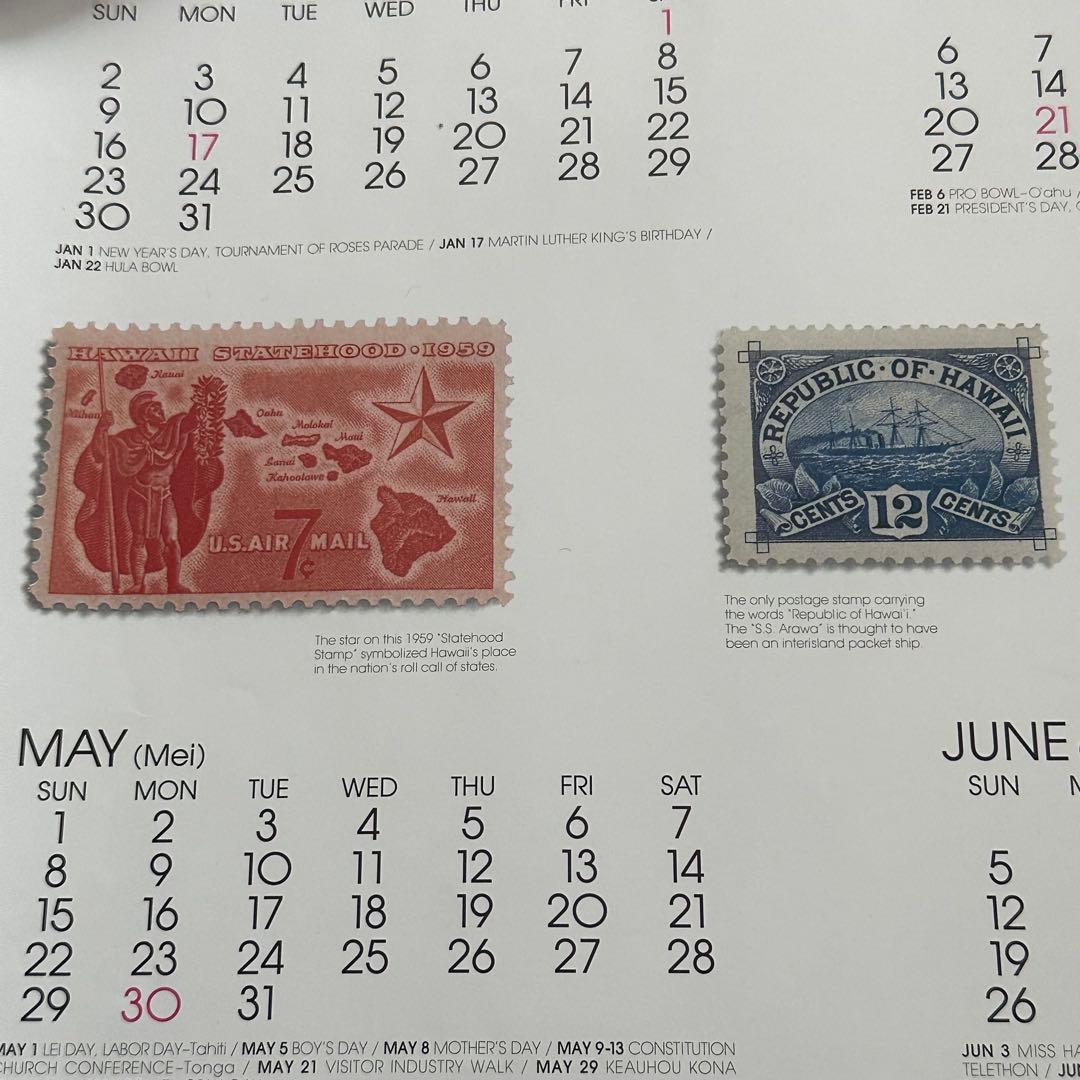 SUN MON TUE WED THU FRI
1
2 3 4 5 6 7 8
9 10 11 12 13 14 15
16 17 18 19 20 21 22
23 24 25 26 27 28 29
30 31
JAN 1 NEW YEAR'S DAY, TOURNAMENT OF ROSES PARADE / JAN 17 MARTIN LUTHER KING'S BIRTHDAY /
JAN 22 HULA BOWL
6 7
13 14
20 21
27 28
FEB 6 PRO BOWL-O'ahu /
FEB 21 PRESIDENT'S DAY,
HAWAII STATEHOOD · 1959
Kauai
Niihau
Oahu
Molokai
Maui
Lanai
Kahoolawe
Hawaii
U.S. AIR 7¢ MAIL
The star on this 1959 "Statehood
Stamp" symbolized Hawaii's place
in the nation's roll call of states.
REPUBLIC · OF · HAWAII
CENTS 12 CENTS
The only postage stamp carrying
the words "Republic of Hawai'i."
The "S.S. Arawa" is thought to have
been an interisland packet ship.
MAY (Mei)
SUN MON TUE WED THU FRI SAT
1 2 3 4 5 6 7
8 9 10 11 12 13 14
15 16 17 18 19 20 21
22 23 24 25 26 27 28
29 30 31
MAY 1 LEI DAY, LABOR DAY-Tahiti / MAY 5 BOY'S DAY / MAY 8 MOTHER'S DAY / MAY 9-13 CONSTITUTION
CHURCH CONFERENCE-Tonga / MAY 21 VISITOR INDUSTRY WALK / MAY 29 KEAUHOU KONA
JUNE
SUN
5
12
19
26
JUN 3 MISS
TELETHON /